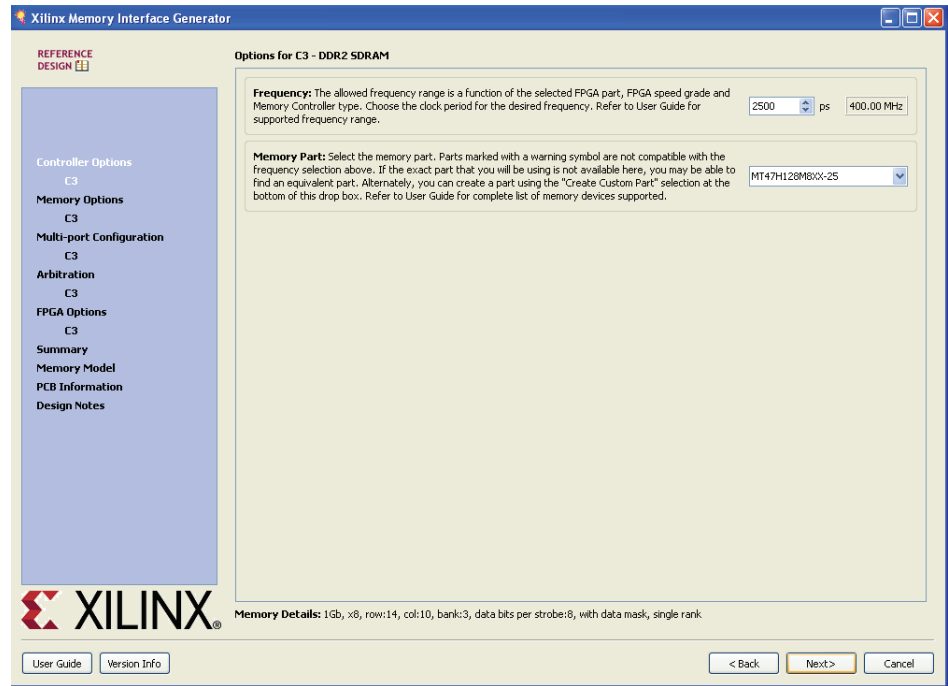 Xilinx Memory Interface Generator
REFERENCE
DESIGN
Options for C3 - DDR2 SDRAM
Frequency: The allowed frequency range is a function of the selected FPGA part, FPGA speed grade and
Memory Controller type. Choose the clock period for the desired frequency. Refer to User Guide for
supported frequency range.
2500 ps 400.00 MHz
Memory Part: Select the memory part. Parts marked with a warning symbol are not compatible with the
frequency selection above. If the exact part that you will be using is not available here, you may be able to
find an equivalent part. Alternately, you can create a part using the "Create Custom Part" selection at the
bottom of this drop box. Refer to User Guide for complete list of memory devices supported.
MT47H128M8XX-25
Controller Options
C3
Memory Options
C3
Multi-port Configuration
C3
Arbitration
C3
FPGA Options
C3
Summary
Memory Model
PCB Information
Design Notes
XILINX®
Memory Details: 1Gb, x8, row:14, col:10, bank:3, data bits per strobe:8, with data mask, single rank
User Guide Version Info < Back Next> Cancel